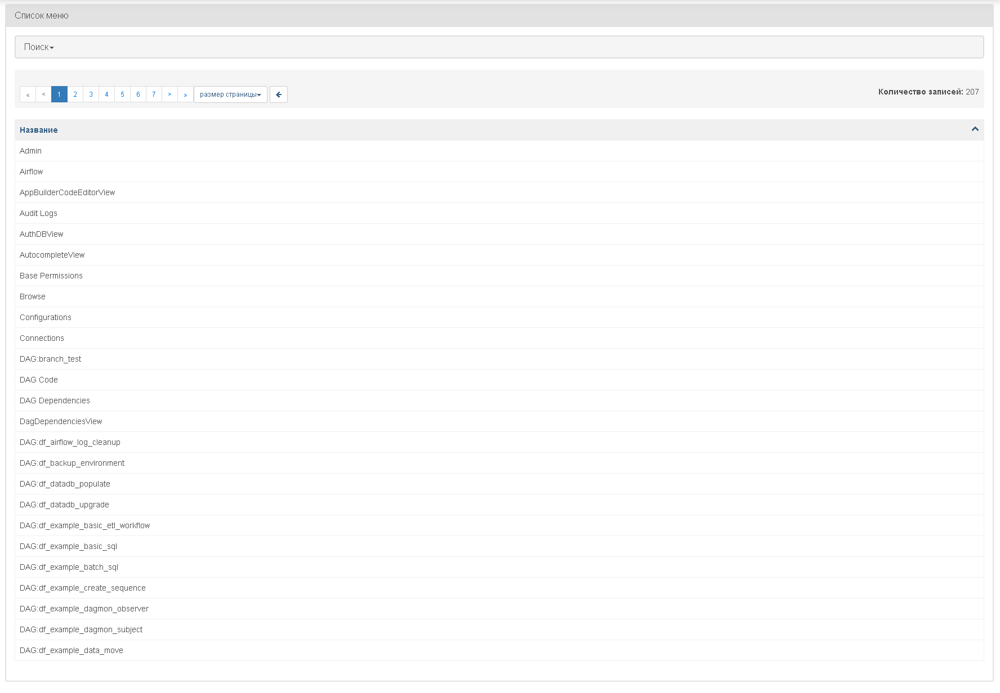 Список меню
Поиск
« < 1 2 3 4 5 6 7 > » размер страницы
Количество записей: 207
Название
Admin
Airflow
AppBuilderCodeEditorView
Audit Logs
AuthDBView
AutocompleteView
Base Permissions
Browse
Configurations
Connections
DAG:branch_test
DAG Code
DAG Dependencies
DagDependenciesView
DAG:df_airflow_log_cleanup
DAG:df_backup_environment
DAG:df_datadb_populate
DAG:df_datadb_upgrade
DAG:df_example_basic_etl_workflow
DAG:df_example_basic_sql
DAG:df_example_batch_sql
DAG:df_example_create_sequence
DAG:df_example_dagmon_observer
DAG:df_example_dagmon_subject
DAG:df_example_data_move